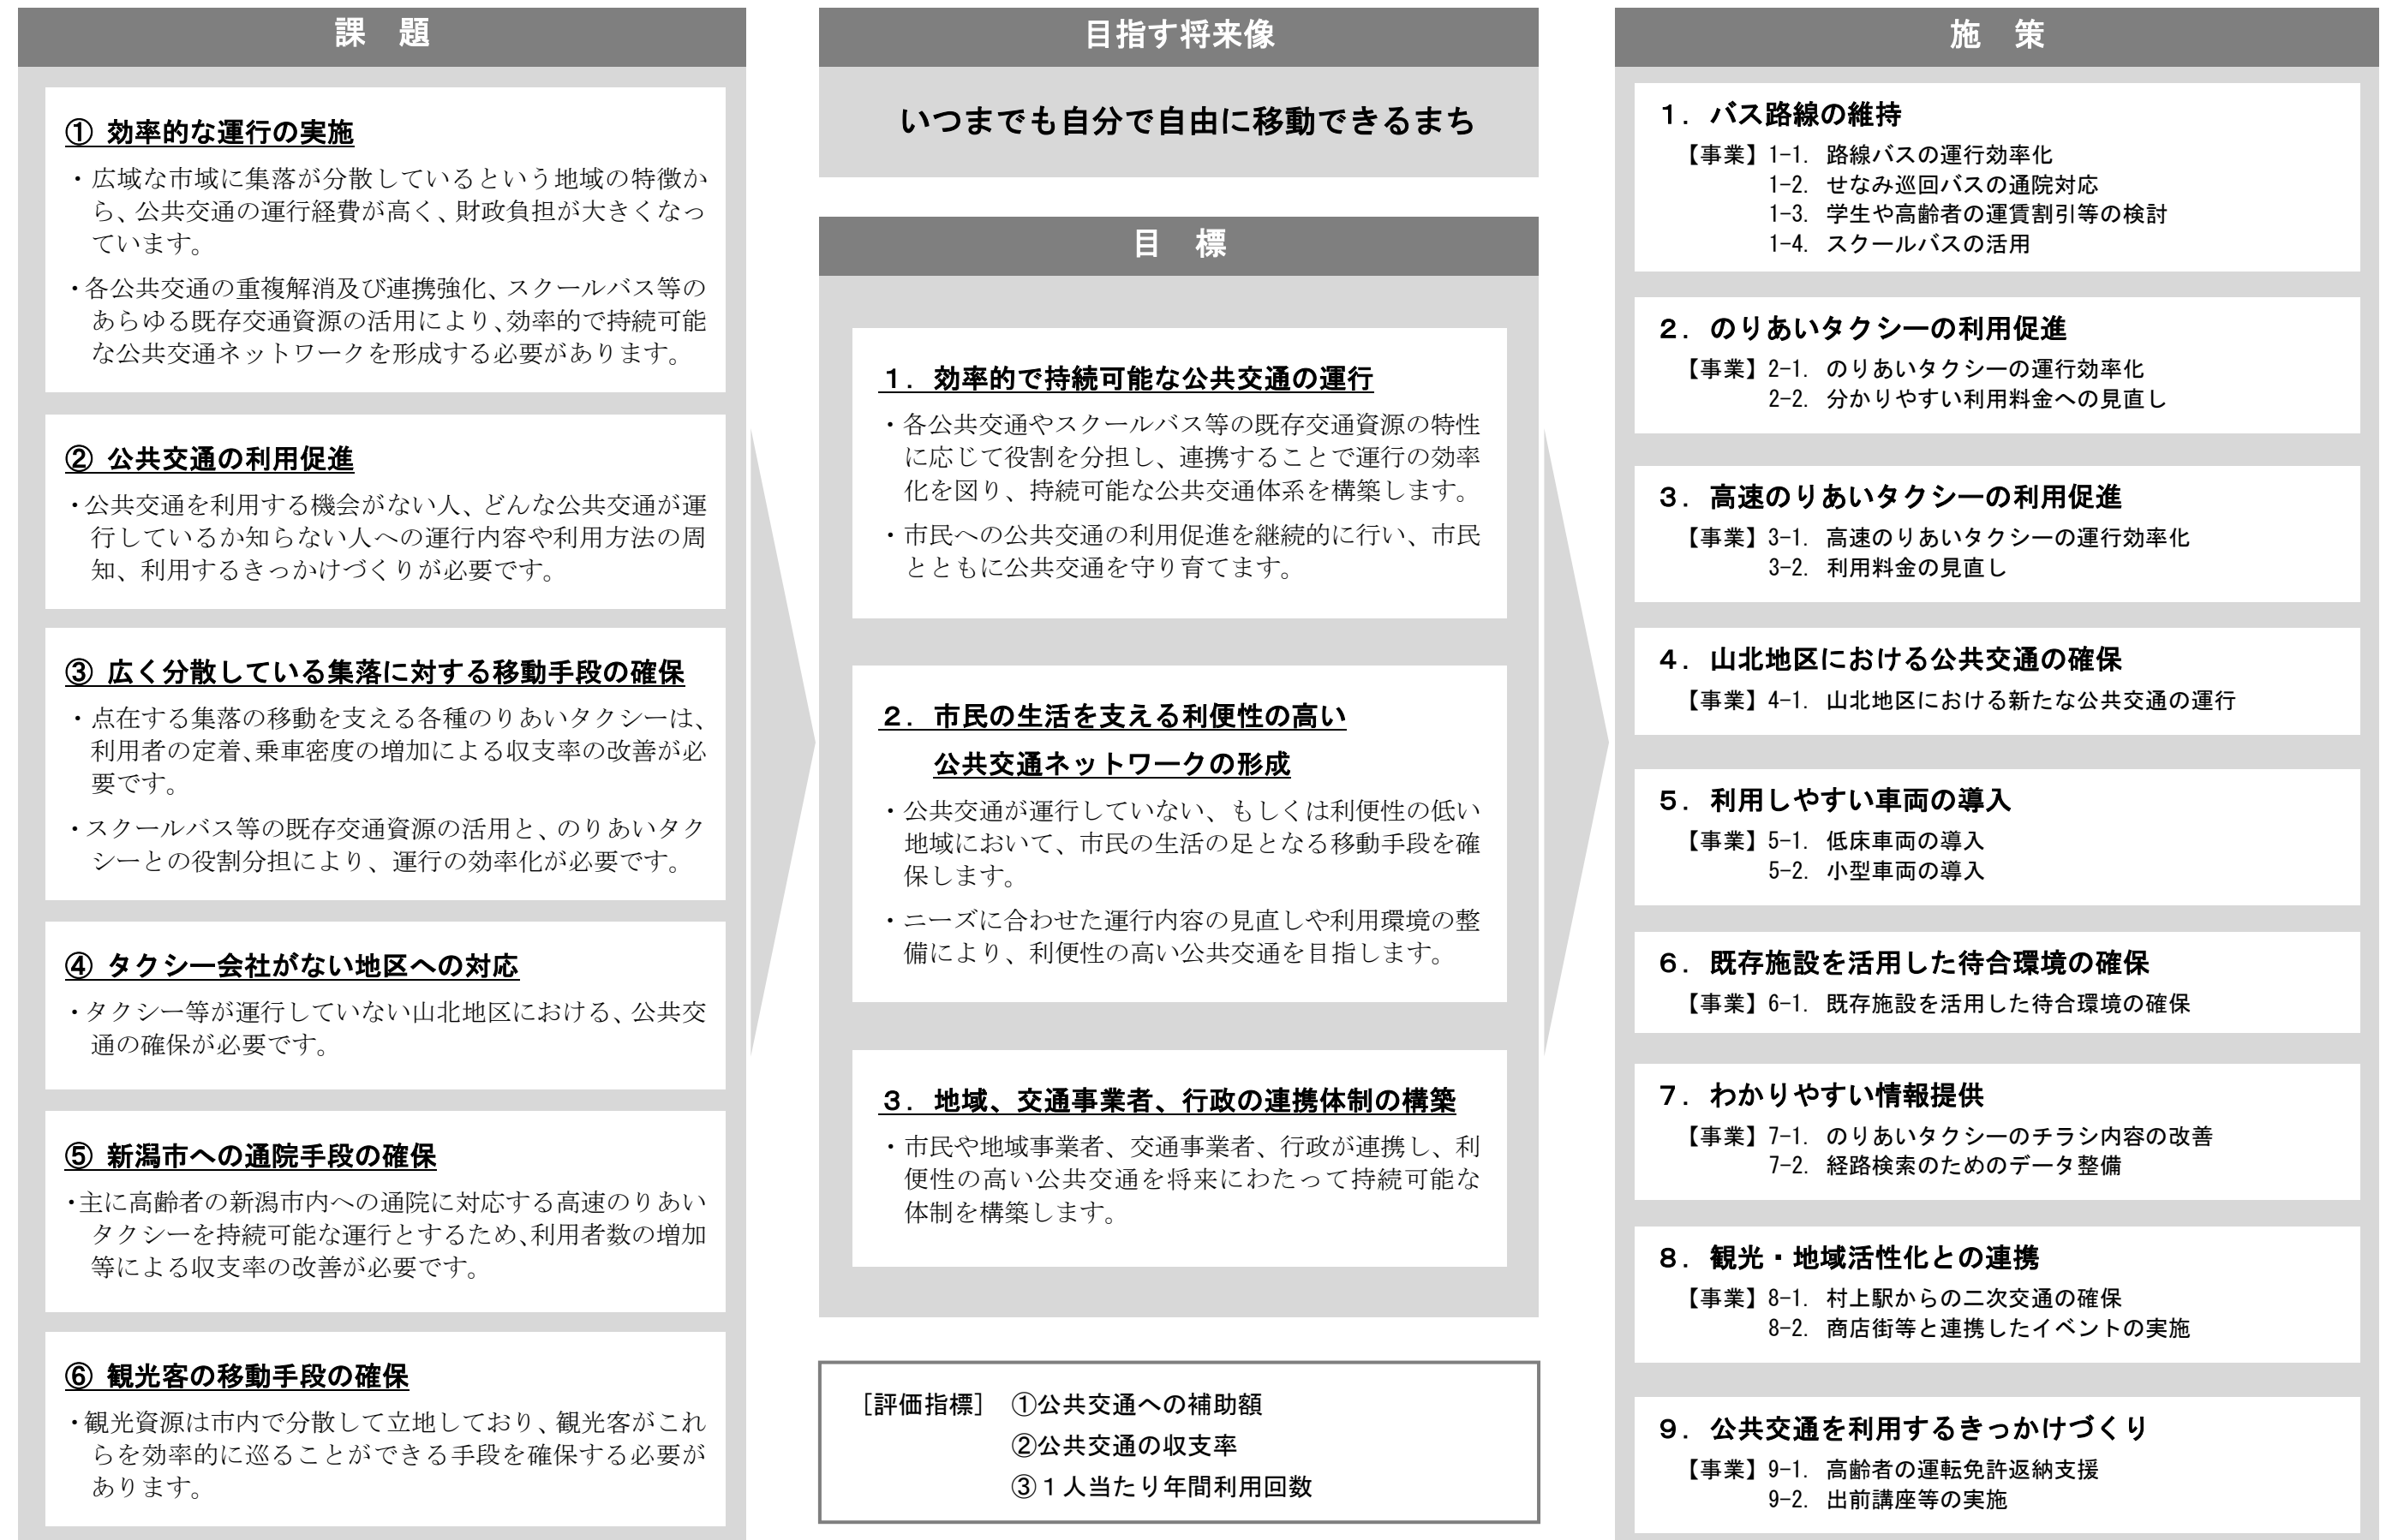 課　題
① 効率的な運行の実施
・広域な市域に集落が分散しているという地域の特徴か
ら、公共交通の運行経費が高く、財政負担が大きくなっ
ています。
・各公共交通の重複解消及び連携強化、スクールバス等の
あらゆる既存交通資源の活用により、効率的で持続可能
な公共交通ネットワークを形成する必要があります。
② 公共交通の利用促進
・公共交通を利用する機会がない人、どんな公共交通が運
行しているか知らない人への運行内容や利用方法の周
知、利用するきっかけづくりが必要です。
③ 広く分散している集落に対する移動手段の確保
・点在する集落の移動を支える各種のりあいタクシーは、
利用者の定着、乗車密度の増加による収支率の改善が必
要です。
・スクールバス等の既存交通資源の活用と、のりあいタク
シーとの役割分担により、運行の効率化が必要です。
④ タクシー会社がない地区への対応
・タクシー等が運行していない山北地区における、公共交
通の確保が必要です。
⑤ 新潟市への通院手段の確保
・主に高齢者の新潟市内への通院に対応する高速のりあい
タクシーを持続可能な運行とするため、利用者数の増加
等による収支率の改善が必要です。
⑥ 観光客の移動手段の確保
・観光資源は市内で分散して立地しており、観光客がこれ
らを効率的に巡ることができる手段を確保する必要が
あります。
目指す将来像
いつまでも自分で自由に移動できるまち
目　標
１．効率的で持続可能な公共交通の運行
・各公共交通やスクールバス等の既存交通資源の特性
に応じて役割を分担し、連携することで運行の効率
化を図り、持続可能な公共交通体系を構築します。
・市民への公共交通の利用促進を継続的に行い、市民
とともに公共交通を守り育てます。
２．市民の生活を支える利便性の高い
公共交通ネットワークの形成
・公共交通が運行していない、もしくは利便性の低い
地域において、市民の生活の足となる移動手段を確
保します。
・ニーズに合わせた運行内容の見直しや利用環境の整
備により、利便性の高い公共交通を目指します。
３．地域、交通事業者、行政の連携体制の構築
・市民や地域事業者、交通事業者、行政が連携し、利
便性の高い公共交通を将来にわたって持続可能な
体制を構築します。
［評価指標］ ①公共交通への補助額
②公共交通の収支率
③１人当たり年間利用回数
施　策
１．バス路線の維持
【事業】1-1. 路線バスの運行効率化
1-2. せなみ巡回バスの通院対応
1-3. 学生や高齢者の運賃割引等の検討
1-4. スクールバスの活用
２．のりあいタクシーの利用促進
【事業】2-1. のりあいタクシーの運行効率化
2-2. 分かりやすい利用料金への見直し
３．高速のりあいタクシーの利用促進
【事業】3-1. 高速のりあいタクシーの運行効率化
3-2. 利用料金の見直し
４．山北地区における公共交通の確保
【事業】4-1. 山北地区における新たな公共交通の運行
５．利用しやすい車両の導入
【事業】5-1. 低床車両の導入
5-2. 小型車両の導入
６．既存施設を活用した待合環境の確保
【事業】6-1. 既存施設を活用した待合環境の確保
７．わかりやすい情報提供
【事業】7-1. のりあいタクシーのチラシ内容の改善
7-2. 経路検索のためのデータ整備
８．観光・地域活性化との連携
【事業】8-1. 村上駅からの二次交通の確保
8-2. 商店街等と連携したイベントの実施
９．公共交通を利用するきっかけづくり
【事業】9-1. 高齢者の運転免許返納支援
9-2. 出前講座等の実施